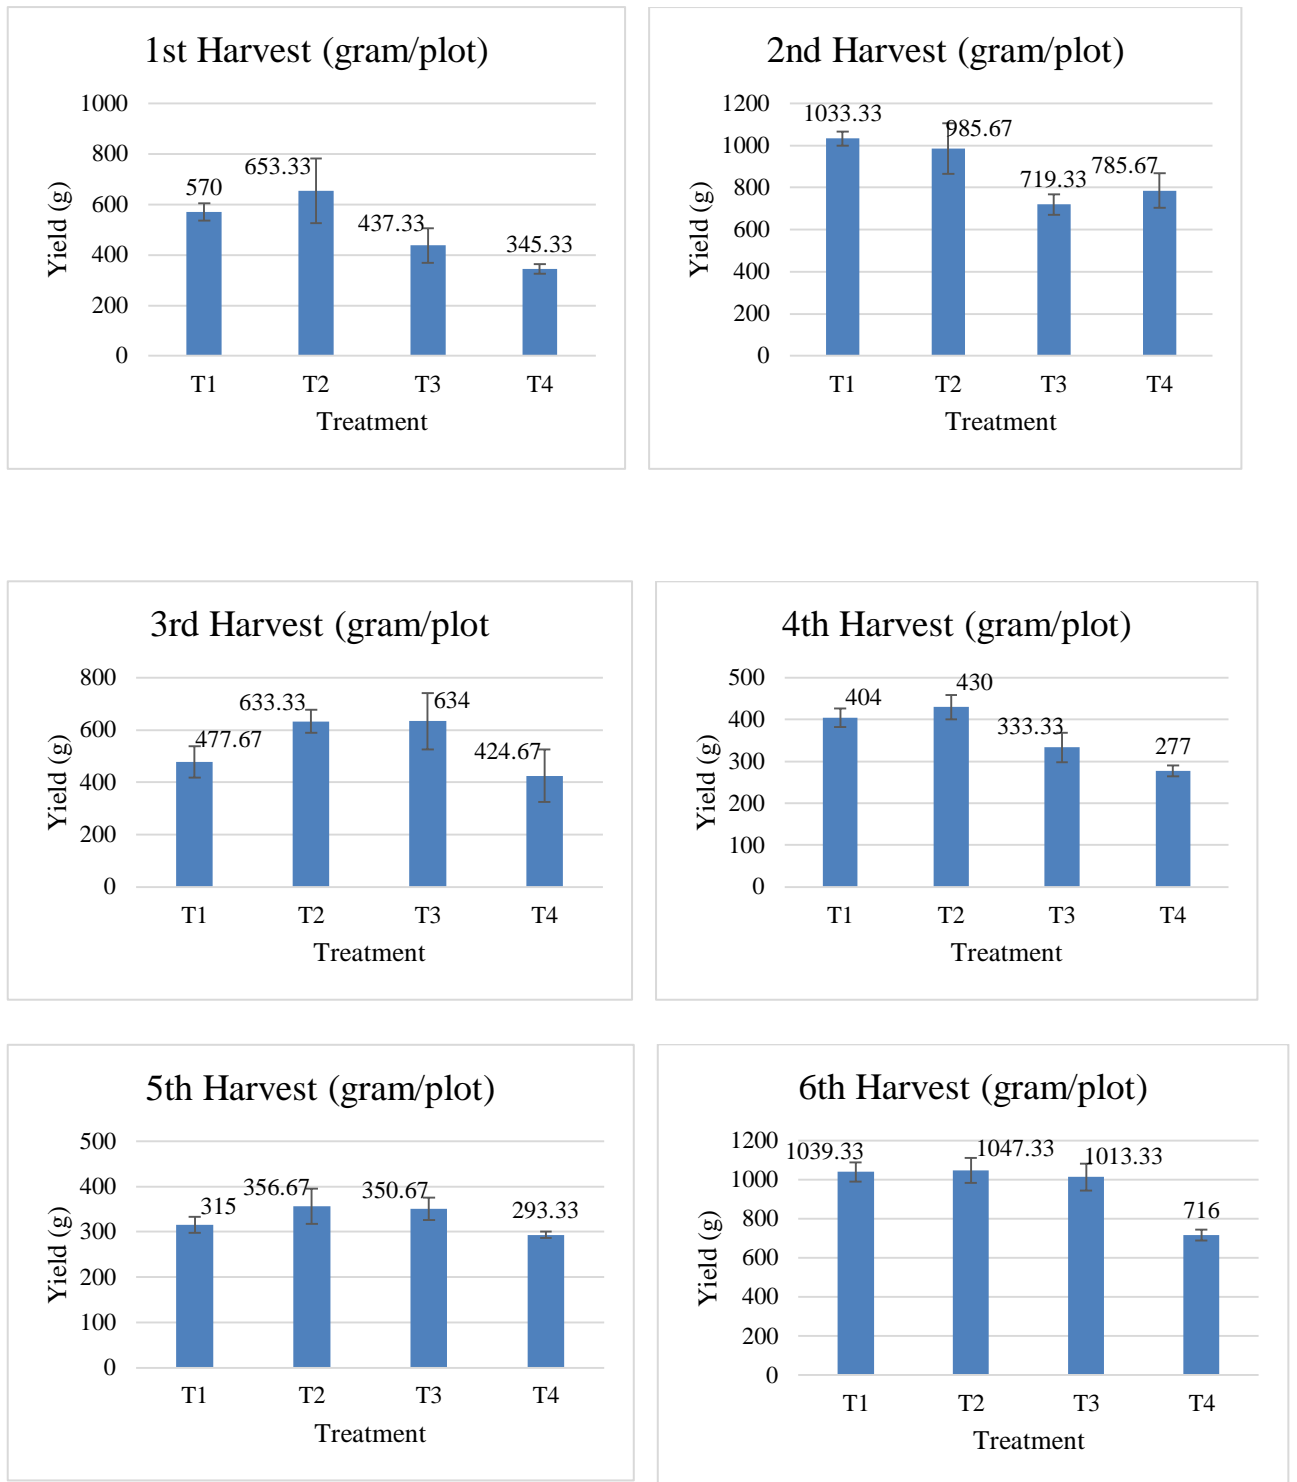 1st Harvest (gram/plot)
1000
800
600
400
200
0
Yield (g)
570
653.33
437.33
345.33
T1 T2 T3 T4
Treatment
2nd Harvest (gram/plot)
1200
1000
800
600
400
200
0
Yield (g)
1033.33
985.67
719.33
785.67
T1 T2 T3 T4
Treatment
3rd Harvest (gram/plot
800
600
400
200
0
Yield (g)
477.67
633.33
634
424.67
T1 T2 T3 T4
Treatment
4th Harvest (gram/plot)
500
400
300
200
100
0
Yield (g)
404
430
333.33
277
T1 T2 T3 T4
Treatment
5th Harvest (gram/plot)
500
400
300
200
100
0
Yield (g)
315
356.67
350.67
293.33
T1 T2 T3 T4
Treatment
6th Harvest (gram/plot)
1200
1000
800
600
400
200
0
Yield (g)
1039.33
1047.33
1013.33
716
T1 T2 T3 T4
Treatment